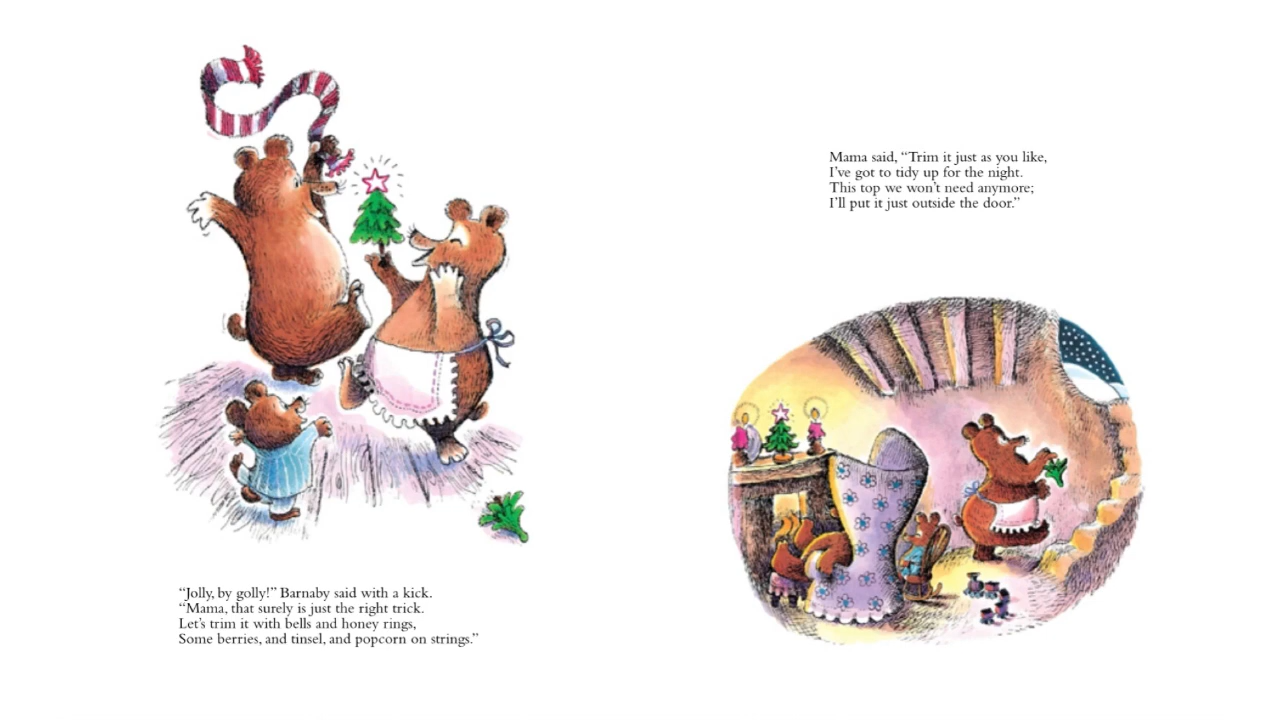 “Jolly, by golly!” Barnaby said with a kick.
“Mama, that surely is just the right trick.
Let’s trim it with bells and honey rings,
Some berries, and tinsel, and popcorn on strings.”
Mama said, “Trim it just as you like,
I’ve got to tidy up for the night.
This top we won’t need anymore;
I’ll put it just outside the door.”